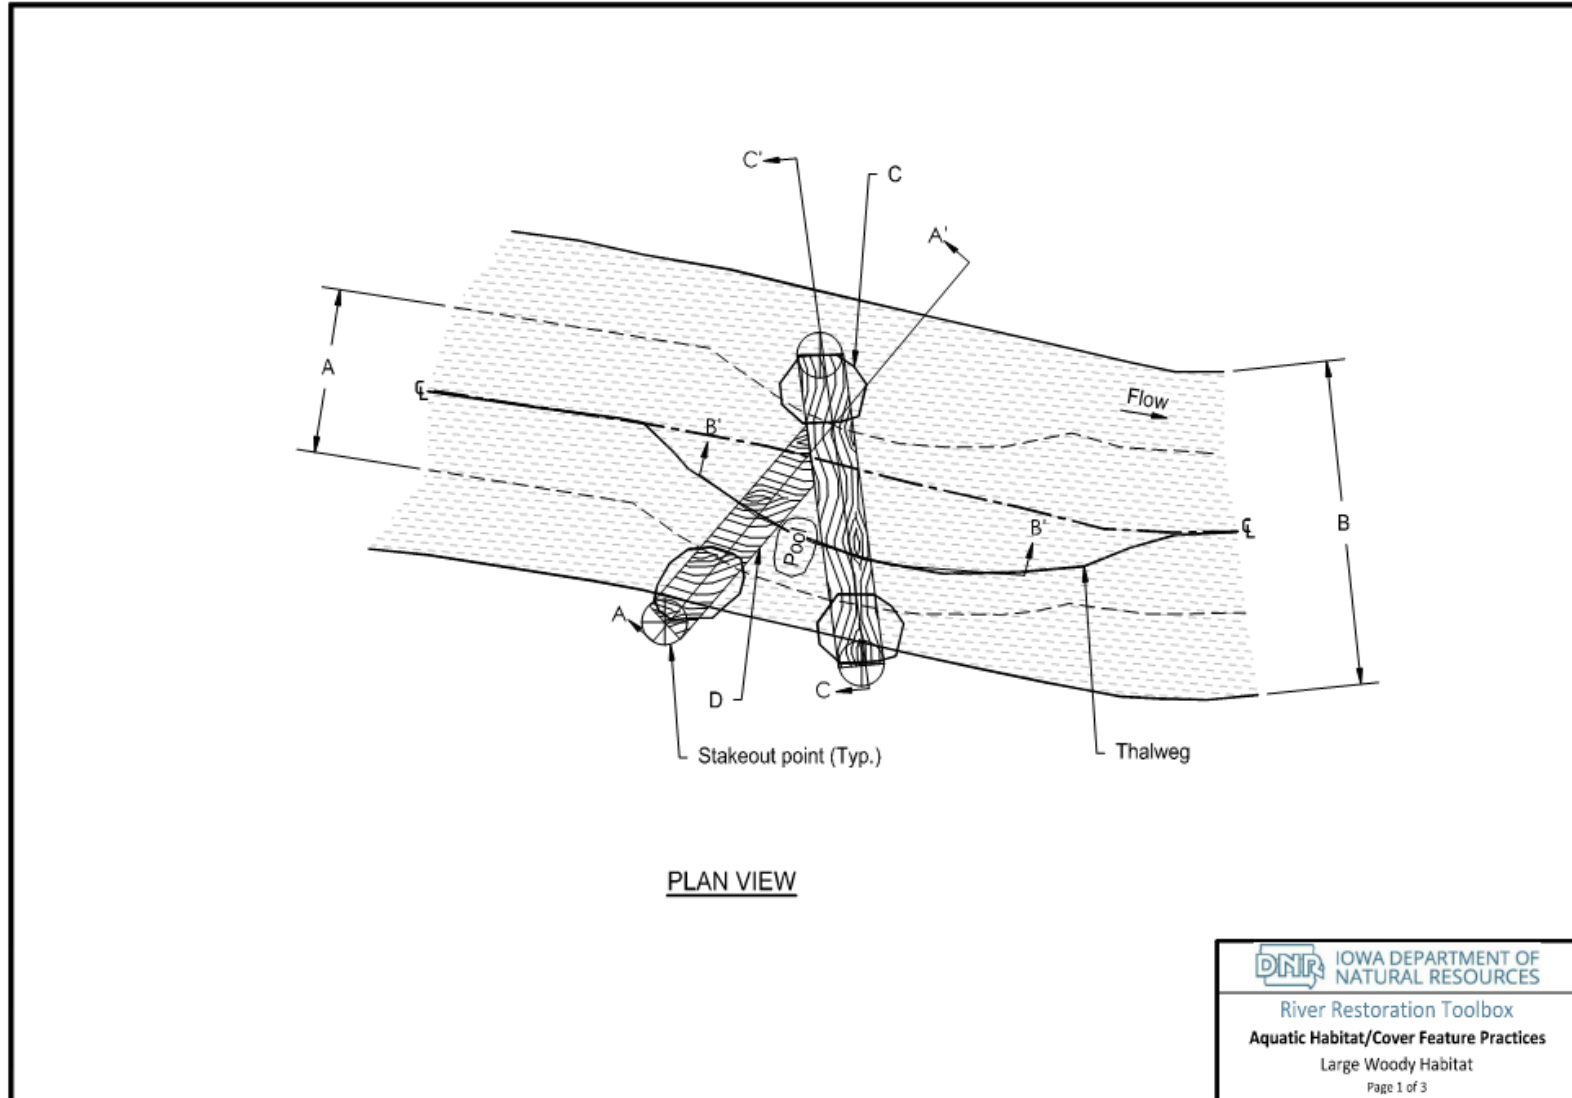 C'
C
A'
A
℄
Flow
B'
℄
B'
B
Pool
A
D
C
Stakeout point (Typ.)
Thalweg
PLAN VIEW
DNR
IOWA DEPARTMENT OF
NATURAL RESOURCES
River Restoration Toolbox
Aquatic Habitat/Cover Feature Practices
Large Woody Habitat
Page 1 of 3